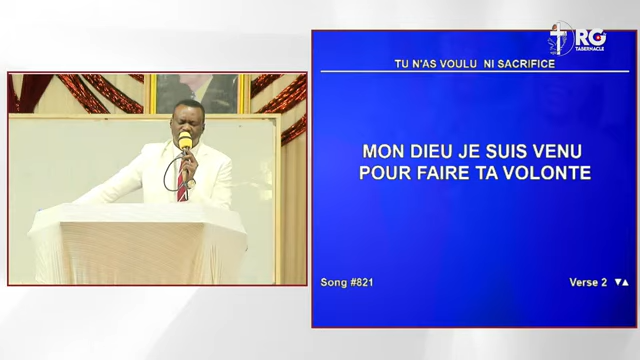 RG
TABERNACLE
TU N'AS VOULU NI SACRIFICE
MON DIEU JE SUIS VENU
POUR FAIRE TA VOLONTE
Song #821
Verse 2